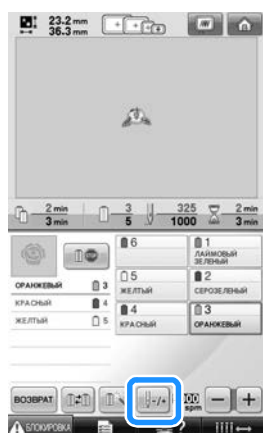 23.2 mm
36.3 mm
2 min
3 min
3
5
325
1000
2 min
3 min
6
1
ЛАЙМОВЫЙ
ЗЕЛЕНЫЙ
ОРАНЖЕВЫЙ 3
5
ЖЕЛТЫЙ
2
СЕРОЗЕЛЕНЫЙ
КРАСНЫЙ 4
ЖЕЛТЫЙ 5
4
КРАСНЫЙ
3
ОРАНЖЕВЫЙ
ВОЗВРАТ
-/+
spm
- +
БЛОКИРОВКА